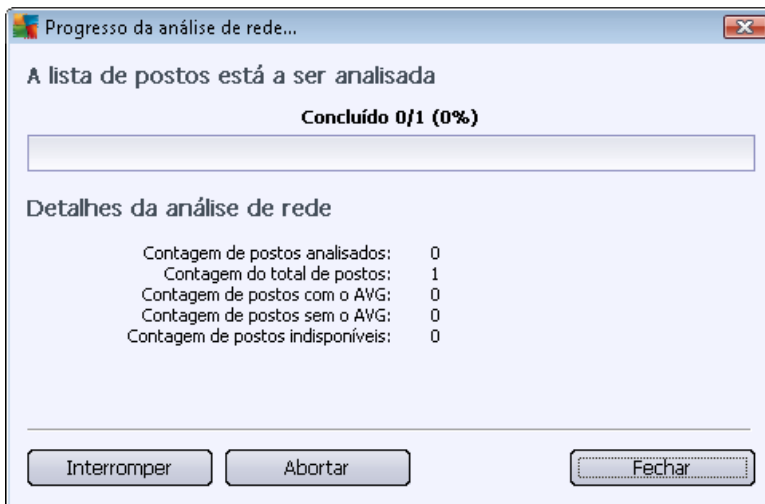 Progresso da análise de rede...
A lista de postos está a ser analisada
Concluído 0/1 (0%)
Detalhes da análise de rede
Contagem de postos analisados: 0
Contagem do total de postos: 1
Contagem de postos com o AVG: 0
Contagem de postos sem o AVG: 0
Contagem de postos indisponíveis: 0
Interromper Abortar Fechar